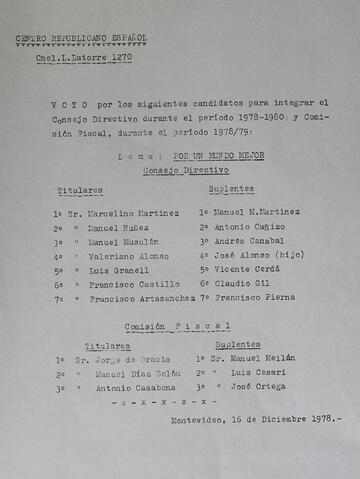 CENTRO REPUBLICANO ESPAÑOL
Cnel.L.Latorre 1270
V O T O por los siguientes candidatos para integrar el
Consejo Directivo durante el período 1978-1980; y Comi-
sión Fiscal, durante el período 1978/79:
L e m a : POR UN MUNDO MEJOR
Consejo Directivo
Titulares Suplentes
1º Sr. Marcelino Martínez 1º Manuel M.Martínez
2º " Manuel Nuñez 2º Antonio Cañizo
3º " Manuel Musulén 3º Andrés Canabal
4º " Valeriano Alonso 4º José Alonso (hijo)
5º " Luis Granell 5º Vicente Cerdá
6º " Francisco Castillo 6º Claudio Gil
7º " Francisco Artasanchez 7º Francisco Pierna
Comisión F i s c a l
Titulares Suplentes
1º Sr. Jorge de Gracia 1º Sr. Manuel Meilán
2º " Manuel Díaz Bolón 2º " Luis Cesari
3º " Antonio Casabona 3º " José Ortega
- x - x - x - x -
Montevideo, 16 de Diciembre 1978.-